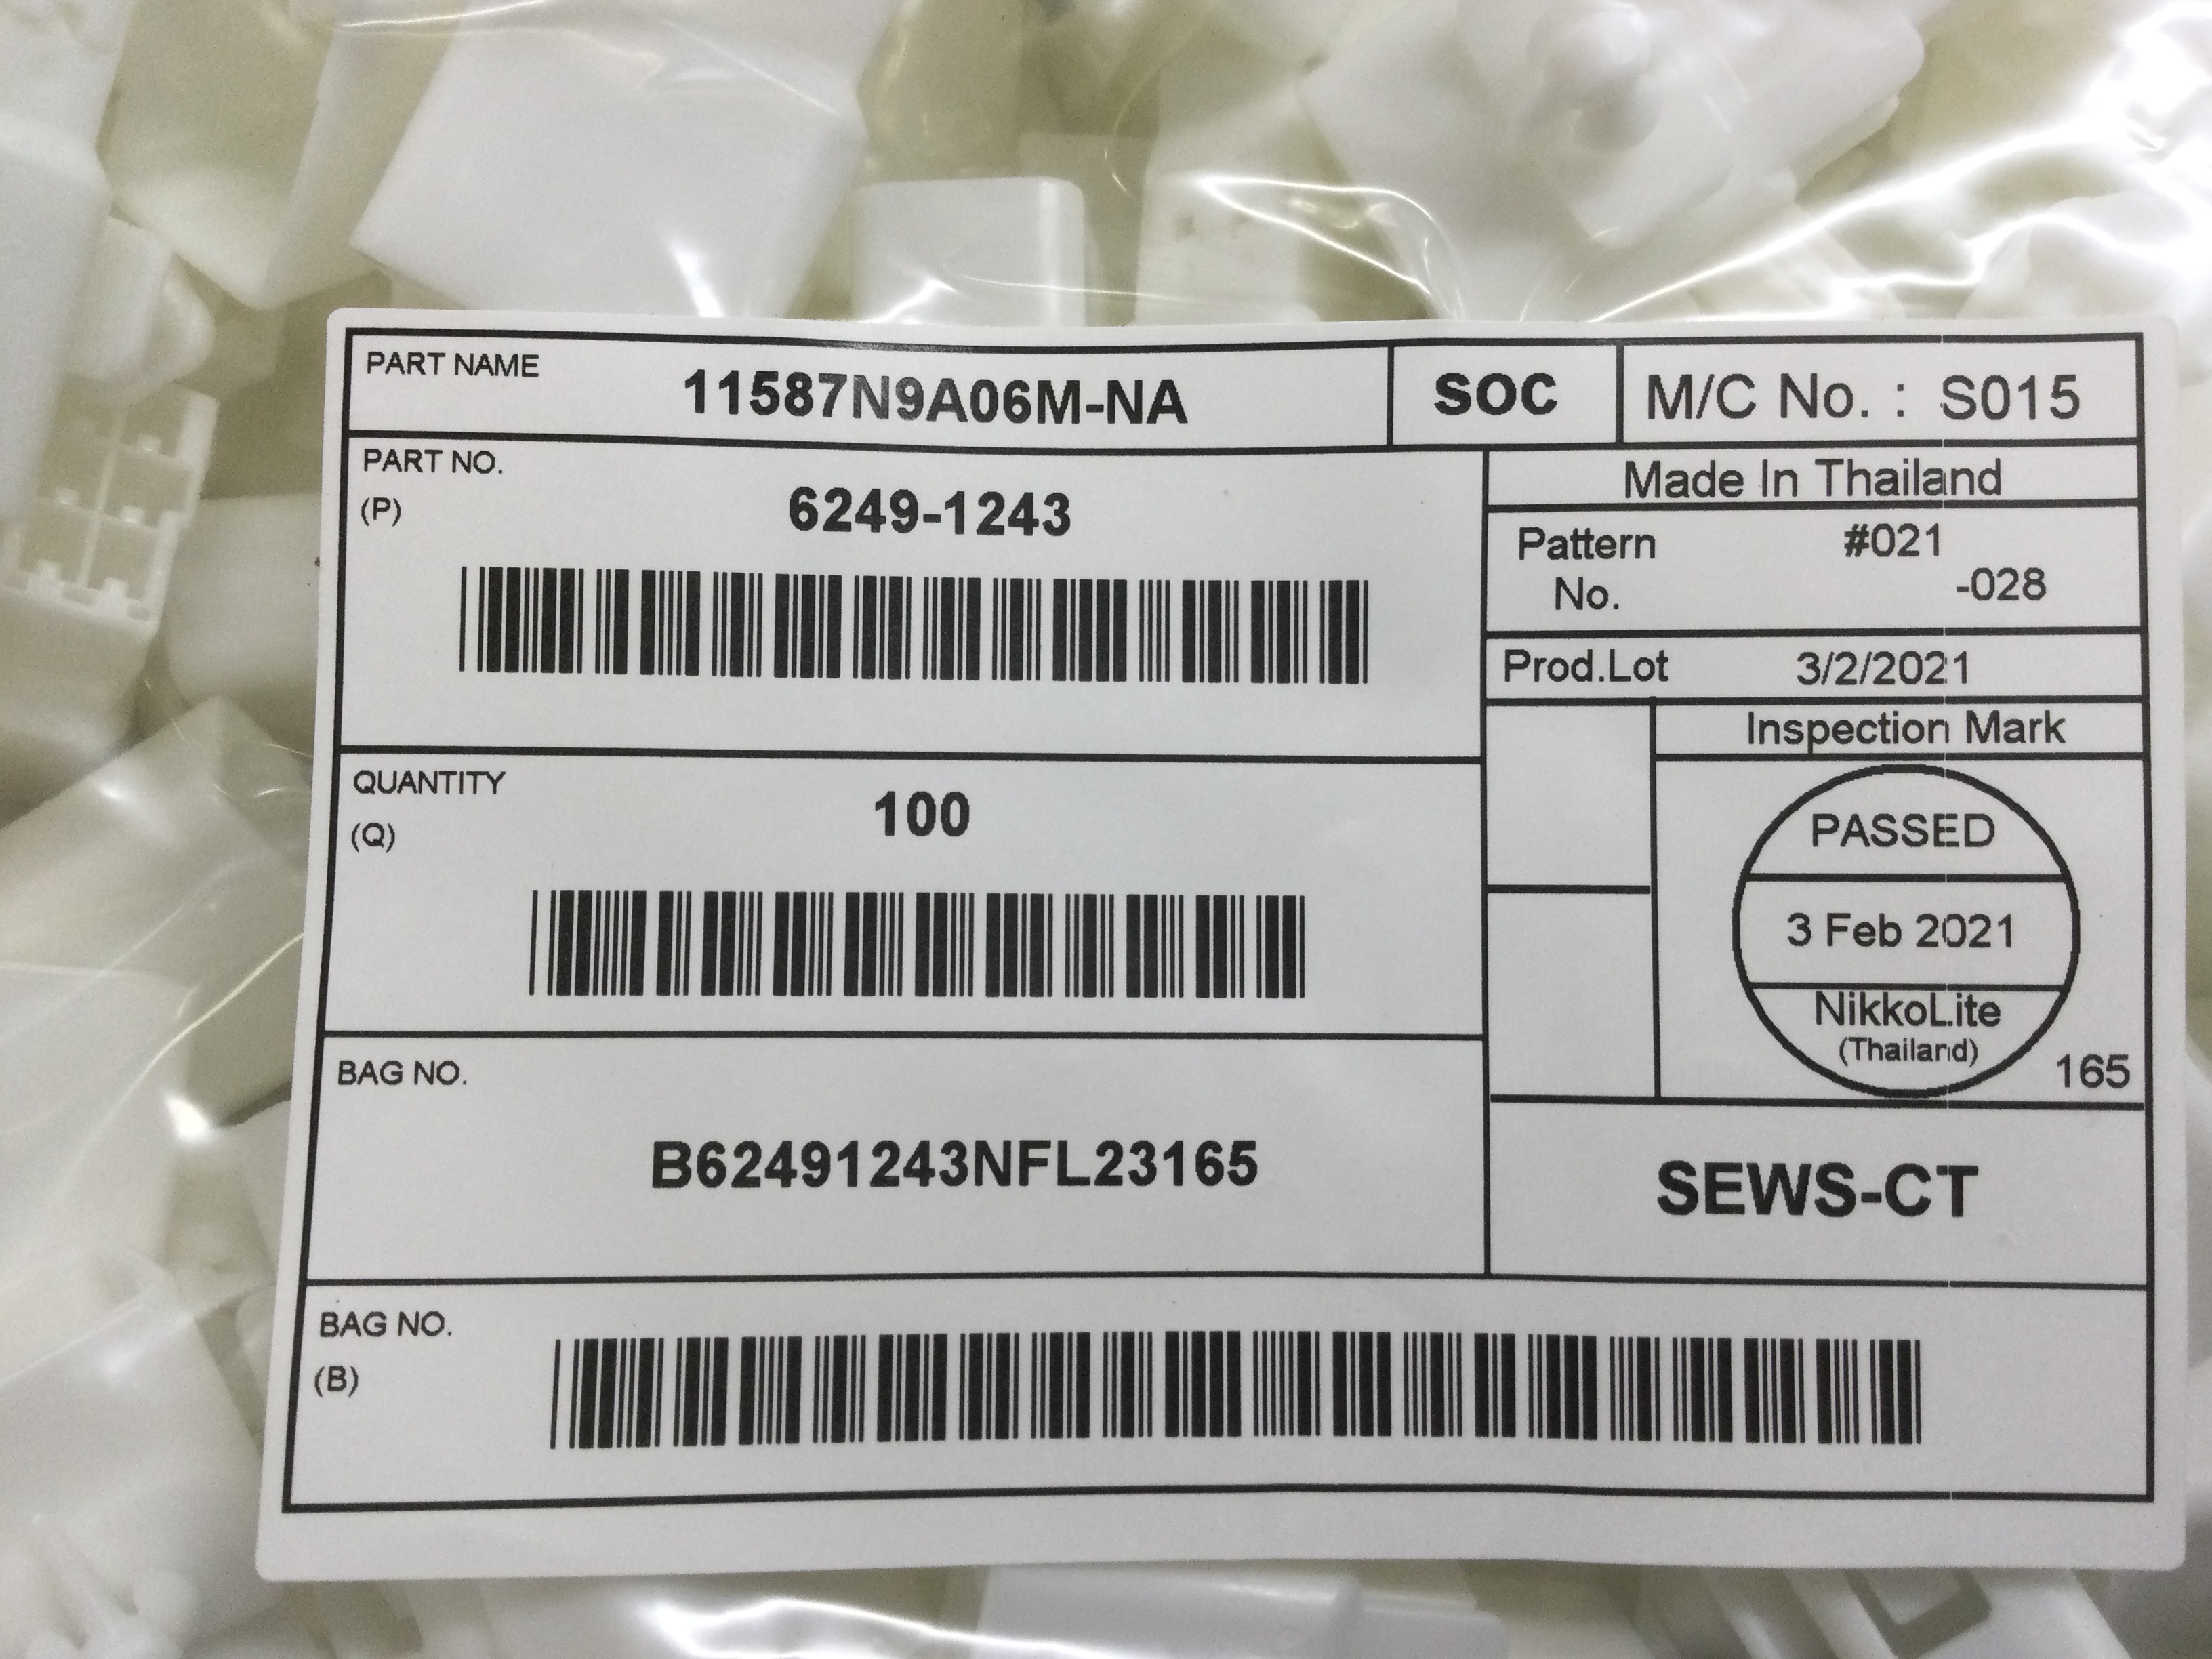 PART NAME 11587N9A06M-NA SOC M/C No. : S015
PART NO.
(P)
6249-1243
Made In Thailand
Pattern #021
No. -028
Prod.Lot 3/2/2021
QUANTITY
(Q)
100
Inspection Mark
PASSED
3 Feb 2021
NikkoLite
(Thailand)
165
BAG NO.
B62491243NFL23165
SEWS-CT
BAG NO.
(B)